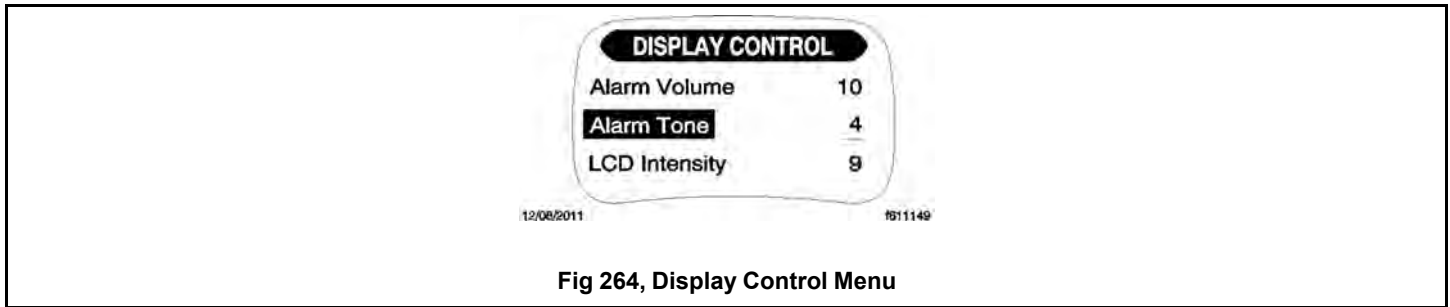 DISPLAY CONTROL
Alarm Volume 10
Alarm Tone 4
LCD Intensity 9
12/08/2011 f611149
Fig 264, Display Control Menu